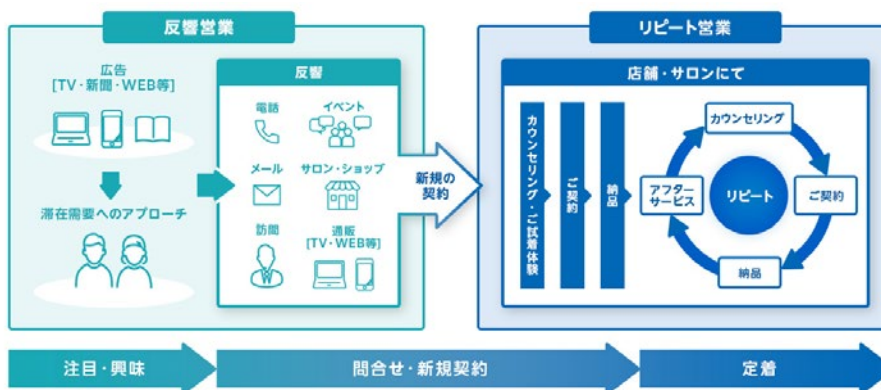 反響営業
広告
[TV・新聞・WEB等]
滞在需要へのアプローチ
反響
電話
イベント
メール
サロン・ショップ
訪問
通販
[TV・WEB等]
新規の
契約
リピート営業
店舗・サロンにて
カウンセリング・ご試着体験
ご契約
納品
カウンセリング
ご契約
納品
アフター
サービス
リピート
注目・興味
問合せ・新規契約
定着